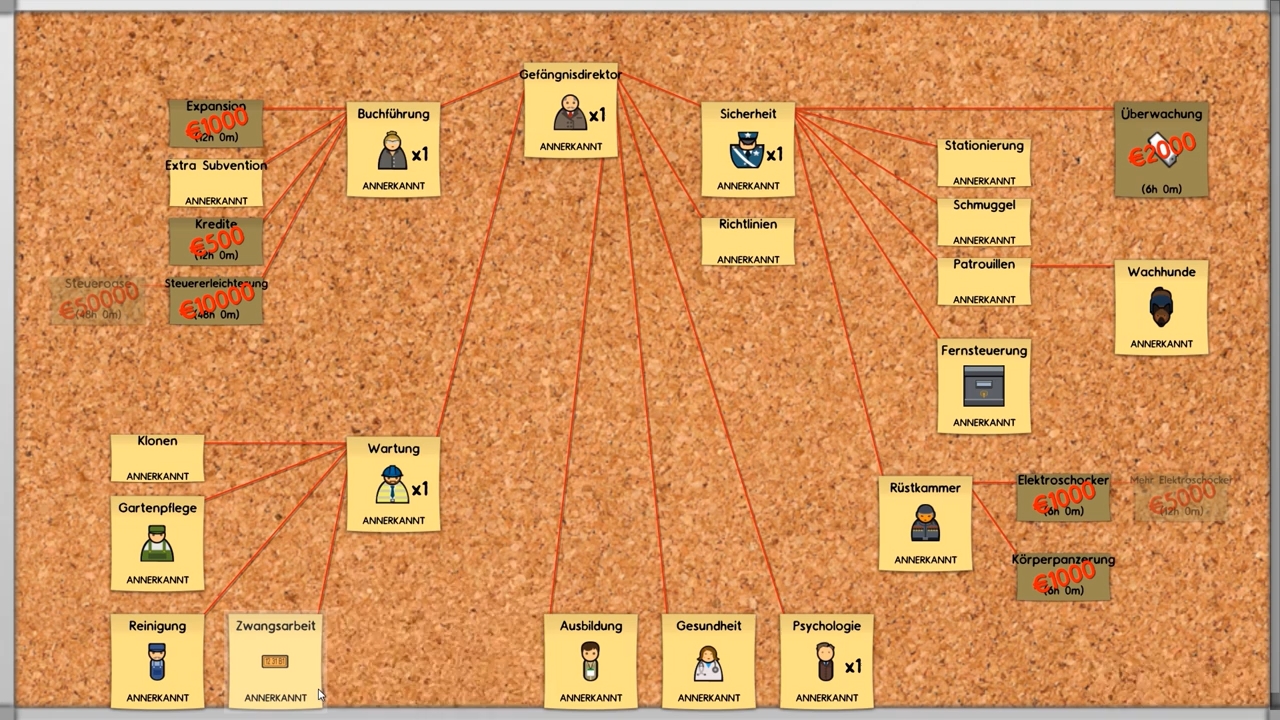 Gefängnisdirektor
x1
ANNERKANNT
Expansion
€1000
(12h 0m)
Extra Subvention
ANNERKANNT
Kredite
€500
(12h 0m)
Steueroase
€50000
(48h 0m)
Steuererleichterung
€10000
(48h 0m)
Buchführung
x1
ANNERKANNT
Sicherheit
x1
ANNERKANNT
Richtlinien
ANNERKANNT
Stationierung
ANNERKANNT
Schmuggel
ANNERKANNT
Patrouillen
ANNERKANNT
Überwachung
€2000
(6h 0m)
Wachhunde
ANNERKANNT
Fernsteuerung
ANNERKANNT
Klonen
ANNERKANNT
Gartenpflege
ANNERKANNT
Wartung
x1
ANNERKANNT
Rüstkammer
ANNERKANNT
Elektroschocker
€1000
(6h 0m)
Mehr Elektroschocker
€5000
(12h 0m)
Körperpanzerung
€1000
(6h 0m)
Reinigung
ANNERKANNT
Zwangsarbeit
ANNERKANNT
Ausbildung
ANNERKANNT
Gesundheit
ANNERKANNT
Psychologie
x1
ANNERKANNT